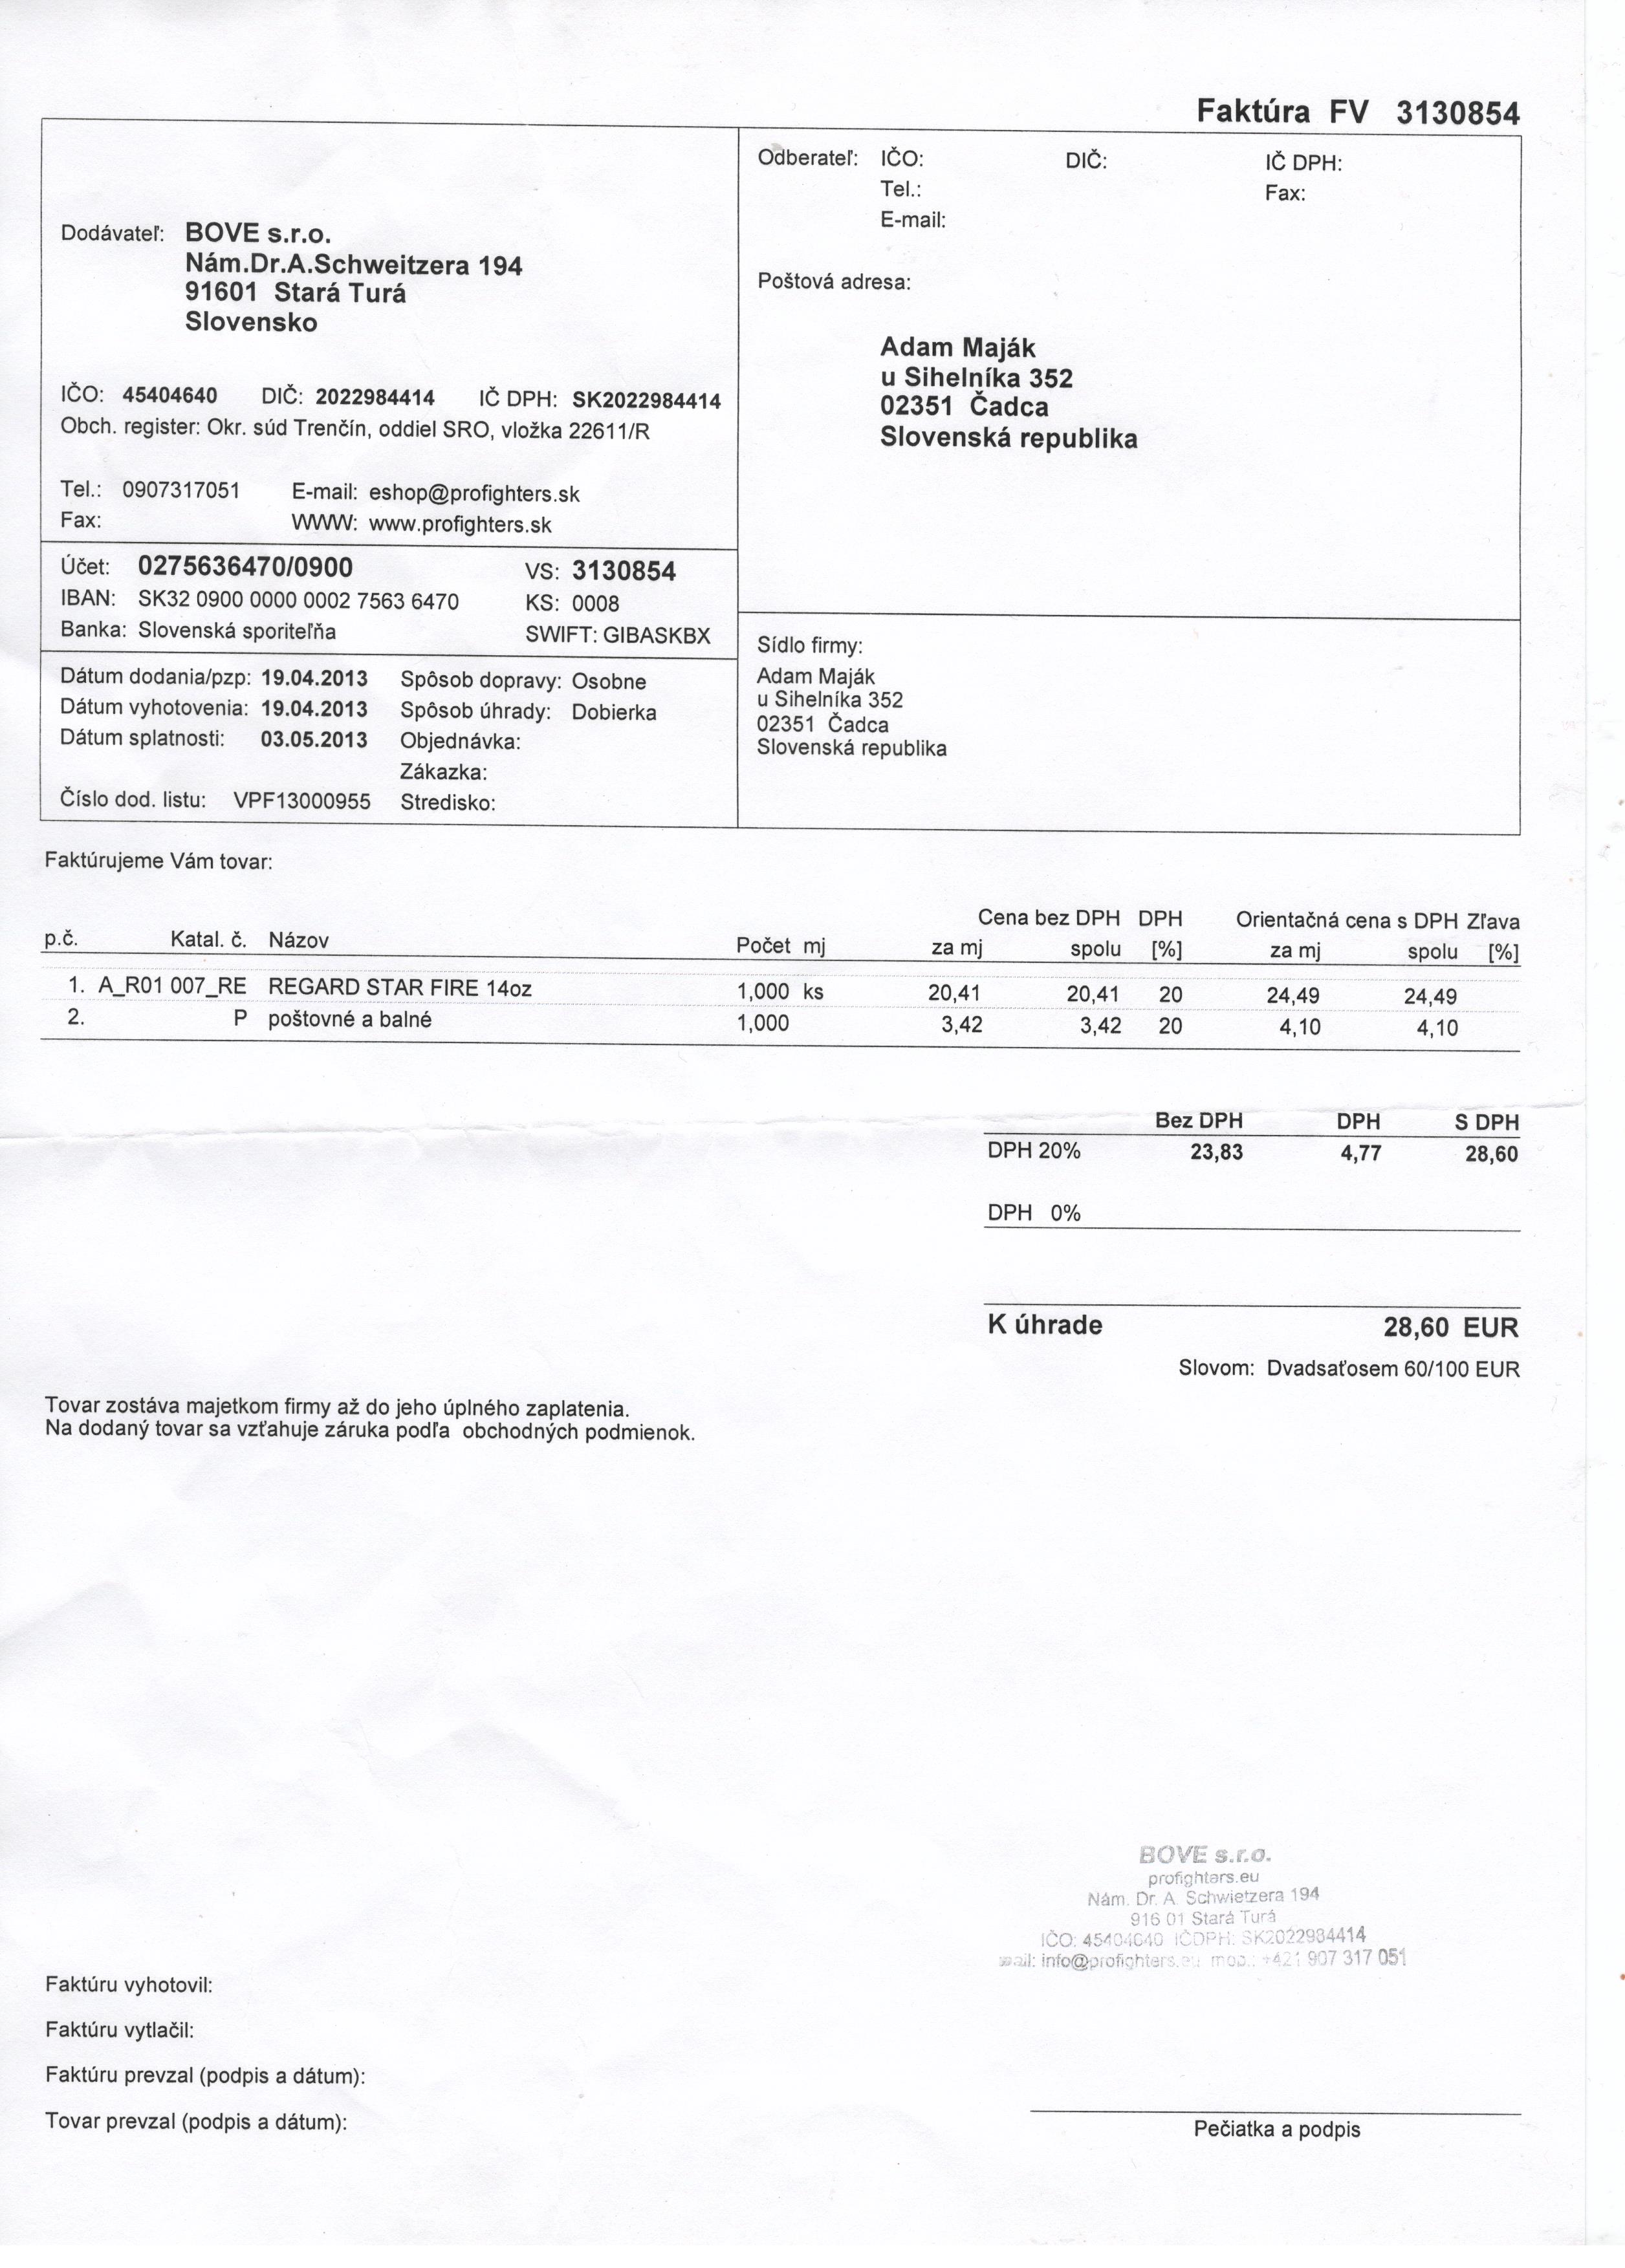 Faktúra FV 3130854
Dodávateľ: BOVE s.r.o.
Nám.Dr.A.Schweitzera 194
91601 Stará Turá
Slovensko
IČO: 45404640 DIČ: 2022984414 IČ DPH: SK2022984414
Obch. register: Okr. súd Trenčín, oddiel SRO, vložka 22611/R
Tel.: 0907317051 E-mail: eshop@profighters.sk
Fax: WWW: www.profighters.sk
Účet: 0275636470/0900 VS: 3130854
IBAN: SK32 0900 0000 0002 7563 6470 KS: 0008
Banka: Slovenská sporiteľňa SWIFT: GIBASKBX
Dátum dodania/pzp: 19.04.2013 Spôsob dopravy: Osobne
Dátum vyhotovenia: 19.04.2013 Spôsob úhrady: Dobierka
Dátum splatnosti: 03.05.2013 Objednávka:
Zákazka:
Číslo dod. listu: VPF13000955 Stredisko:
Odberateľ: IČO: DIČ: IČ DPH:
Tel.: Fax:
E-mail:
Poštová adresa:
Adam Maják
u Sihelníka 352
02351 Čadca
Slovenská republika
Sídlo firmy:
Adam Maják
u Sihelníka 352
02351 Čadca
Slovenská republika
Faktúrujeme Vám tovar:
Cena bez DPH DPH Orientačná cena s DPH Zľava
p.č. Katal. č. Názov Počet mj za mj spolu [%] za mj spolu [%]
1. A_R01 007_RE REGARD STAR FIRE 14oz 1,000 ks 20,41 20,41 20 24,49 24,49
2. P poštovné a balné 1,000 3,42 3,42 20 4,10 4,10
Bez DPH DPH S DPH
DPH 20% 23,83 4,77 28,60
DPH 0%
K úhrade 28,60 EUR
Slovom: Dvadsaťosem 60/100 EUR
Tovar zostáva majetkom firmy až do jeho úplného zaplatenia.
Na dodaný tovar sa vzťahuje záruka podľa obchodných podmienok.
BOVE s.r.o.
profighters.eu
Nám. Dr. A. Schwietzera 194
916 01 Stará Turá
IČO: 45404640 IČDPH: SK2022984414
info@profighters.eu mob.: +421 907 317 051
Faktúru vyhotovil:
Faktúru vytlačil:
Faktúru prevzal (podpis a dátum):
Tovar prevzal (podpis a dátum):
Pečiatka a podpis